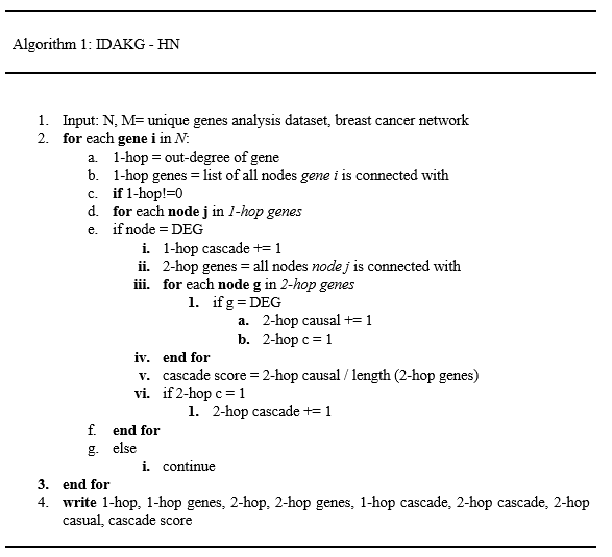 Algorithm 1: IDAKG - HN
1. Input: N, M= unique genes analysis dataset, breast cancer network
2. for each gene i in N:
a. 1-hop = out-degree of gene
b. 1-hop genes = list of all nodes gene i is connected with
c. if 1-hop!=0
d. for each node j in 1-hop genes
e. if node = DEG
i. 1-hop cascade += 1
ii. 2-hop genes = all nodes node j is connected with
iii. for each node g in 2-hop genes
1. if g = DEG
a. 2-hop causal += 1
b. 2-hop c = 1
iv. end for
v. cascade score = 2-hop causal / length (2-hop genes)
vi. if 2-hop c = 1
1. 2-hop cascade += 1
f. end for
g. else
i. continue
3. end for
4. write 1-hop, 1-hop genes, 2-hop, 2-hop genes, 1-hop cascade, 2-hop cascade, 2-hop
casual, cascade score